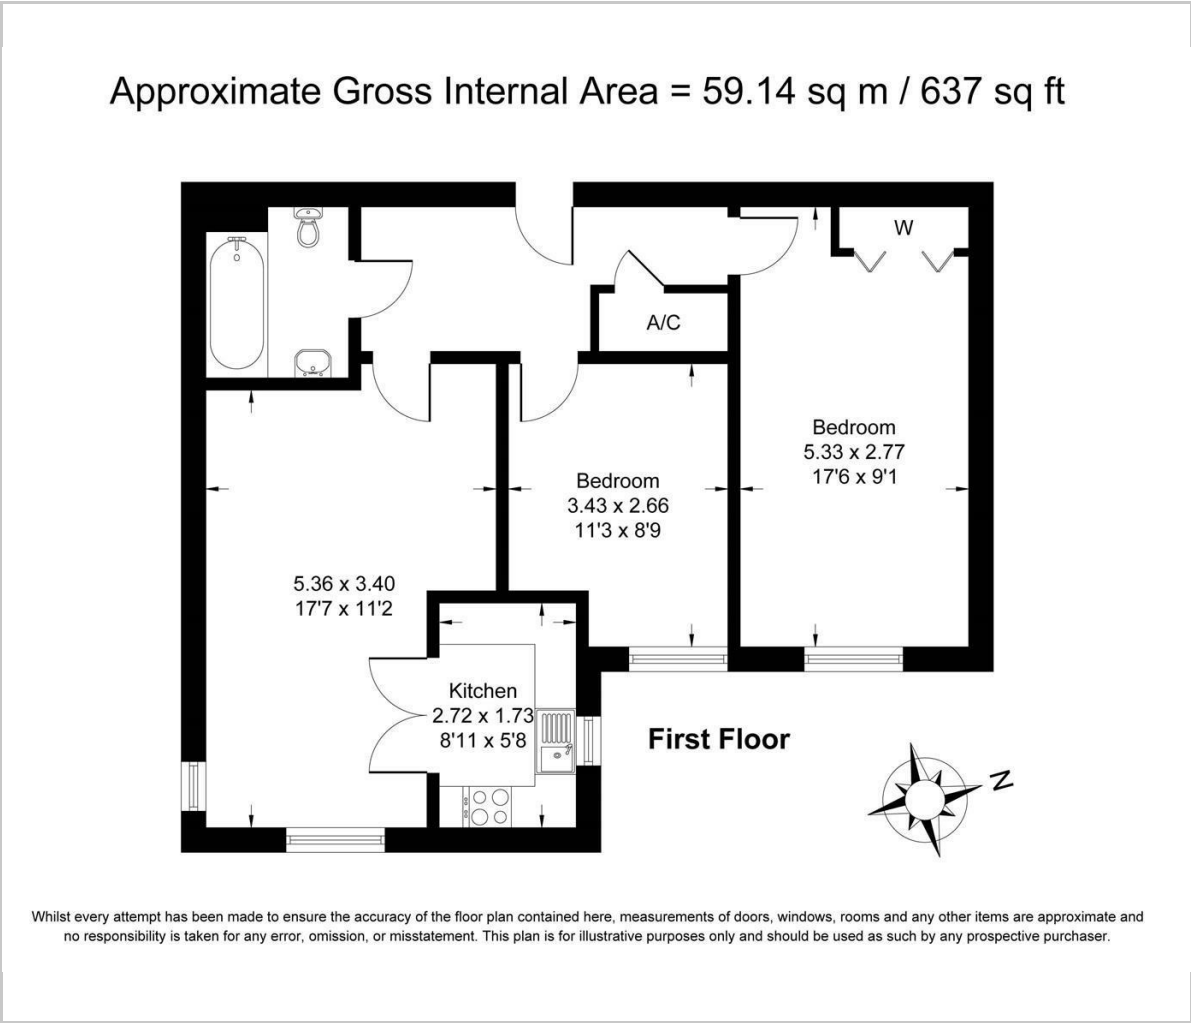 Approximate Gross Internal Area = 59.14 sq m / 637 sq ft
W
A/C
Bedroom
5.33 x 2.77
17'6 x 9'1
Bedroom
3.43 x 2.66
11'3 x 8'9
5.36 x 3.40
17'7 x 11'2
Kitchen
2.72 x 1.73
8'11 x 5'8
First Floor
N
Whilst every attempt has been made to ensure the accuracy of the floor plan contained here, measurements of doors, windows, rooms and any other items are approximate and
no responsibility is taken for any error, omission, or misstatement. This plan is for illustrative purposes only and should be used as such by any prospective purchaser.